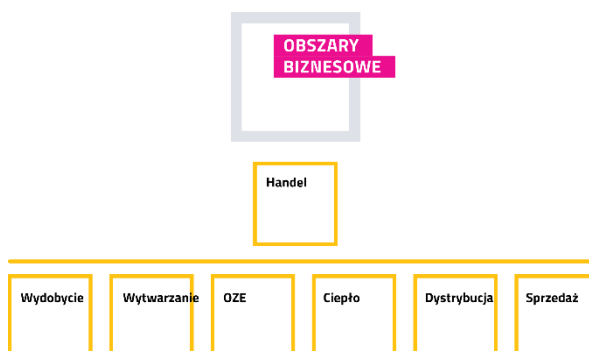 OBSZARY
BIZNESOWE
Handel
Wydobycie Wytwarzanie OZE Ciepło Dystrybucja Sprzedaż